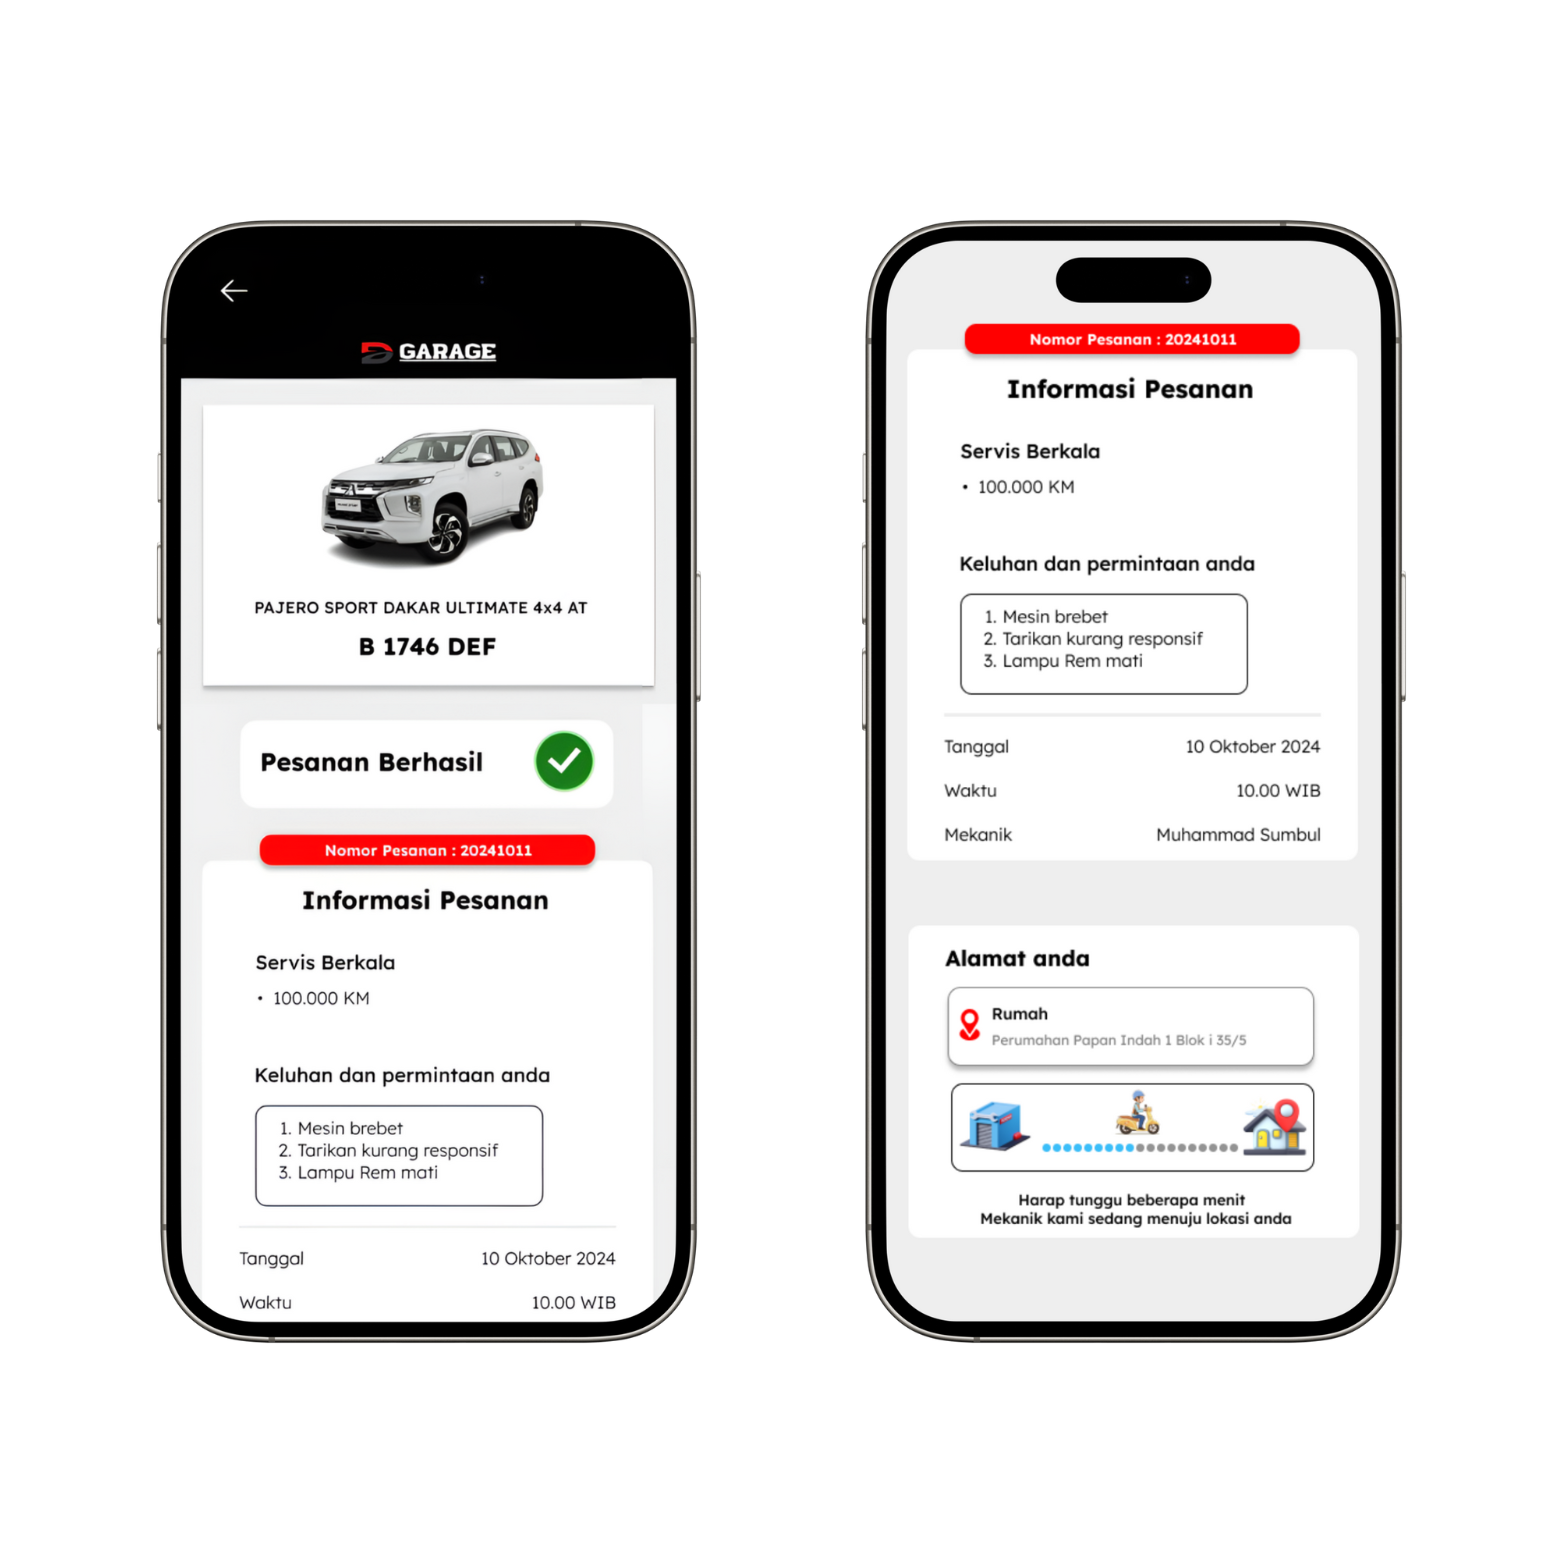 GARAGE
PAJERO SPORT DAKAR ULTIMATE 4x4 AT
B 1746 DEF
Pesanan Berhasil
Nomor Pesanan : 20241011
Informasi Pesanan
Servis Berkala
• 100.000 KM
Keluhan dan permintaan anda
1. Mesin brebet
2. Tarikan kurang responsif
3. Lampu Rem mati
Tanggal 10 Oktober 2024
Waktu 10.00 WIB
Nomor Pesanan : 20241011
Informasi Pesanan
Servis Berkala
• 100.000 KM
Keluhan dan permintaan anda
1. Mesin brebet
2. Tarikan kurang responsif
3. Lampu Rem mati
Tanggal 10 Oktober 2024
Waktu 10.00 WIB
Mekanik Muhammad Sumbul
Alamat anda
Rumah
Perumahan Papan Indah 1 Blok i 35/5
Harap tunggu beberapa menit
Mekanik kami sedang menuju lokasi anda